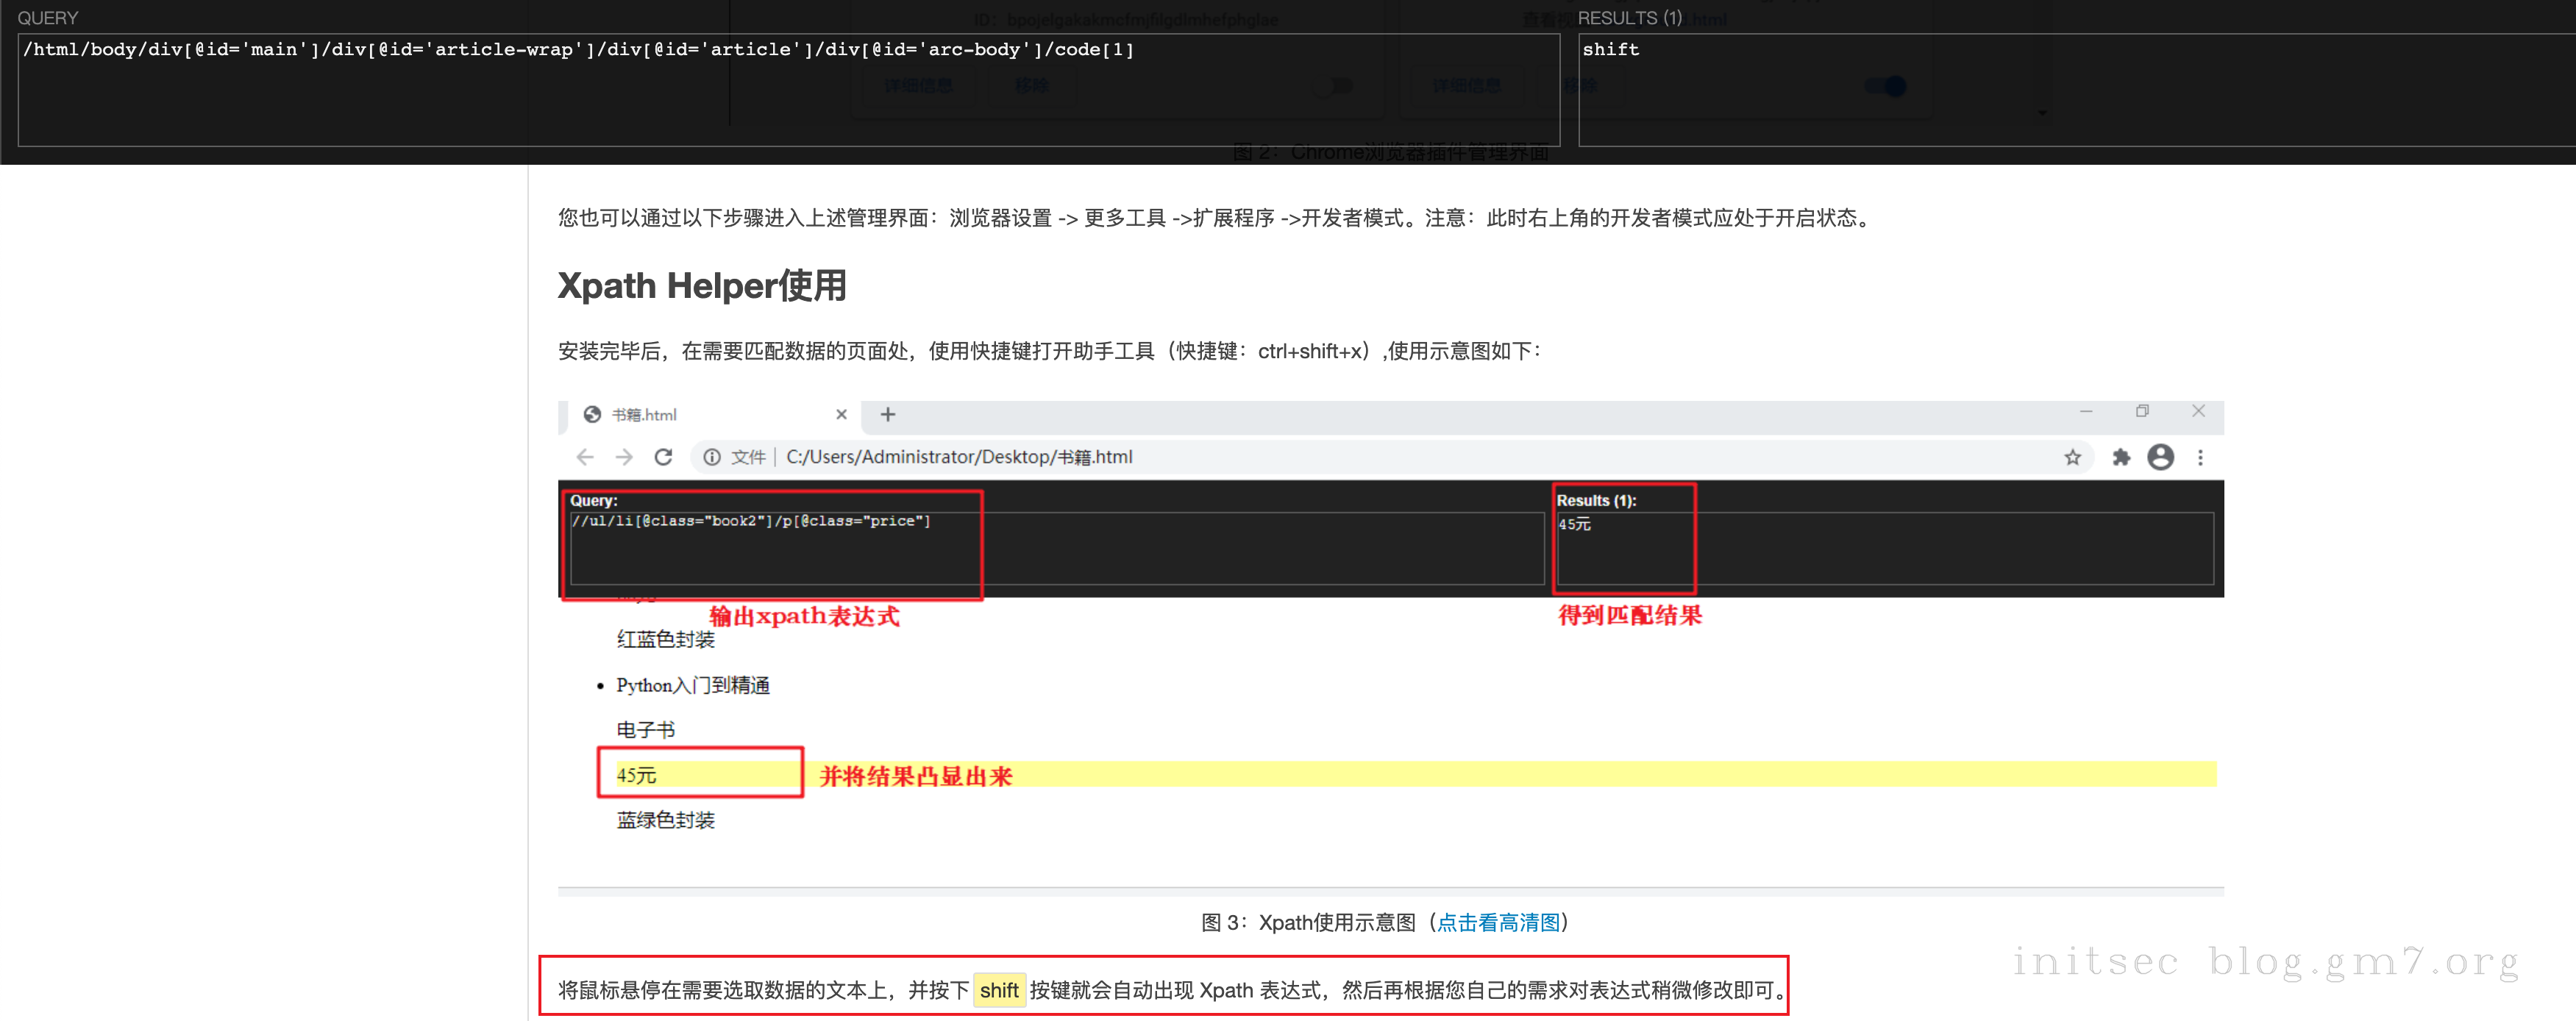 QUERY
RESULTS (1)
ID: bpojelgakakmcfmjfilgdlmhefphglae
/html/body/div[@id='main']/div[@id='article-wrap']/div[@id='article']/div[@id='arc-body']/code[1]
shift
详细信息
移除
详细信息
移除
图 2：Chrome浏览器插件管理界面
您也可以通过以下步骤进入上述管理界面：浏览器设置 -> 更多工具 ->扩展程序 ->开发者模式。注意：此时右上角的开发者模式应处于开启状态。
Xpath Helper使用
安装完毕后，在需要匹配数据的页面处，使用快捷键打开助手工具（快捷键：ctrl+shift+x）,使用示意图如下：
书籍.html
文件 | C:/Users/Administrator/Desktop/书籍.html
Query:
Results (1):
//ul/li[@class="book2"]/p[@class="price"]
45元
输出xpath表达式
得到匹配结果
红蓝色封装
• Python入门到精通
电子书
45元
并将结果凸显出来
蓝绿色封装
图 3：Xpath使用示意图（点击看高清图）
将鼠标悬停在需要选取数据的文本上，并按下 shift 按键就会自动出现 Xpath 表达式，然后再根据您自己的需求对表达式稍微修改即可。
initsec blog.gm7.org